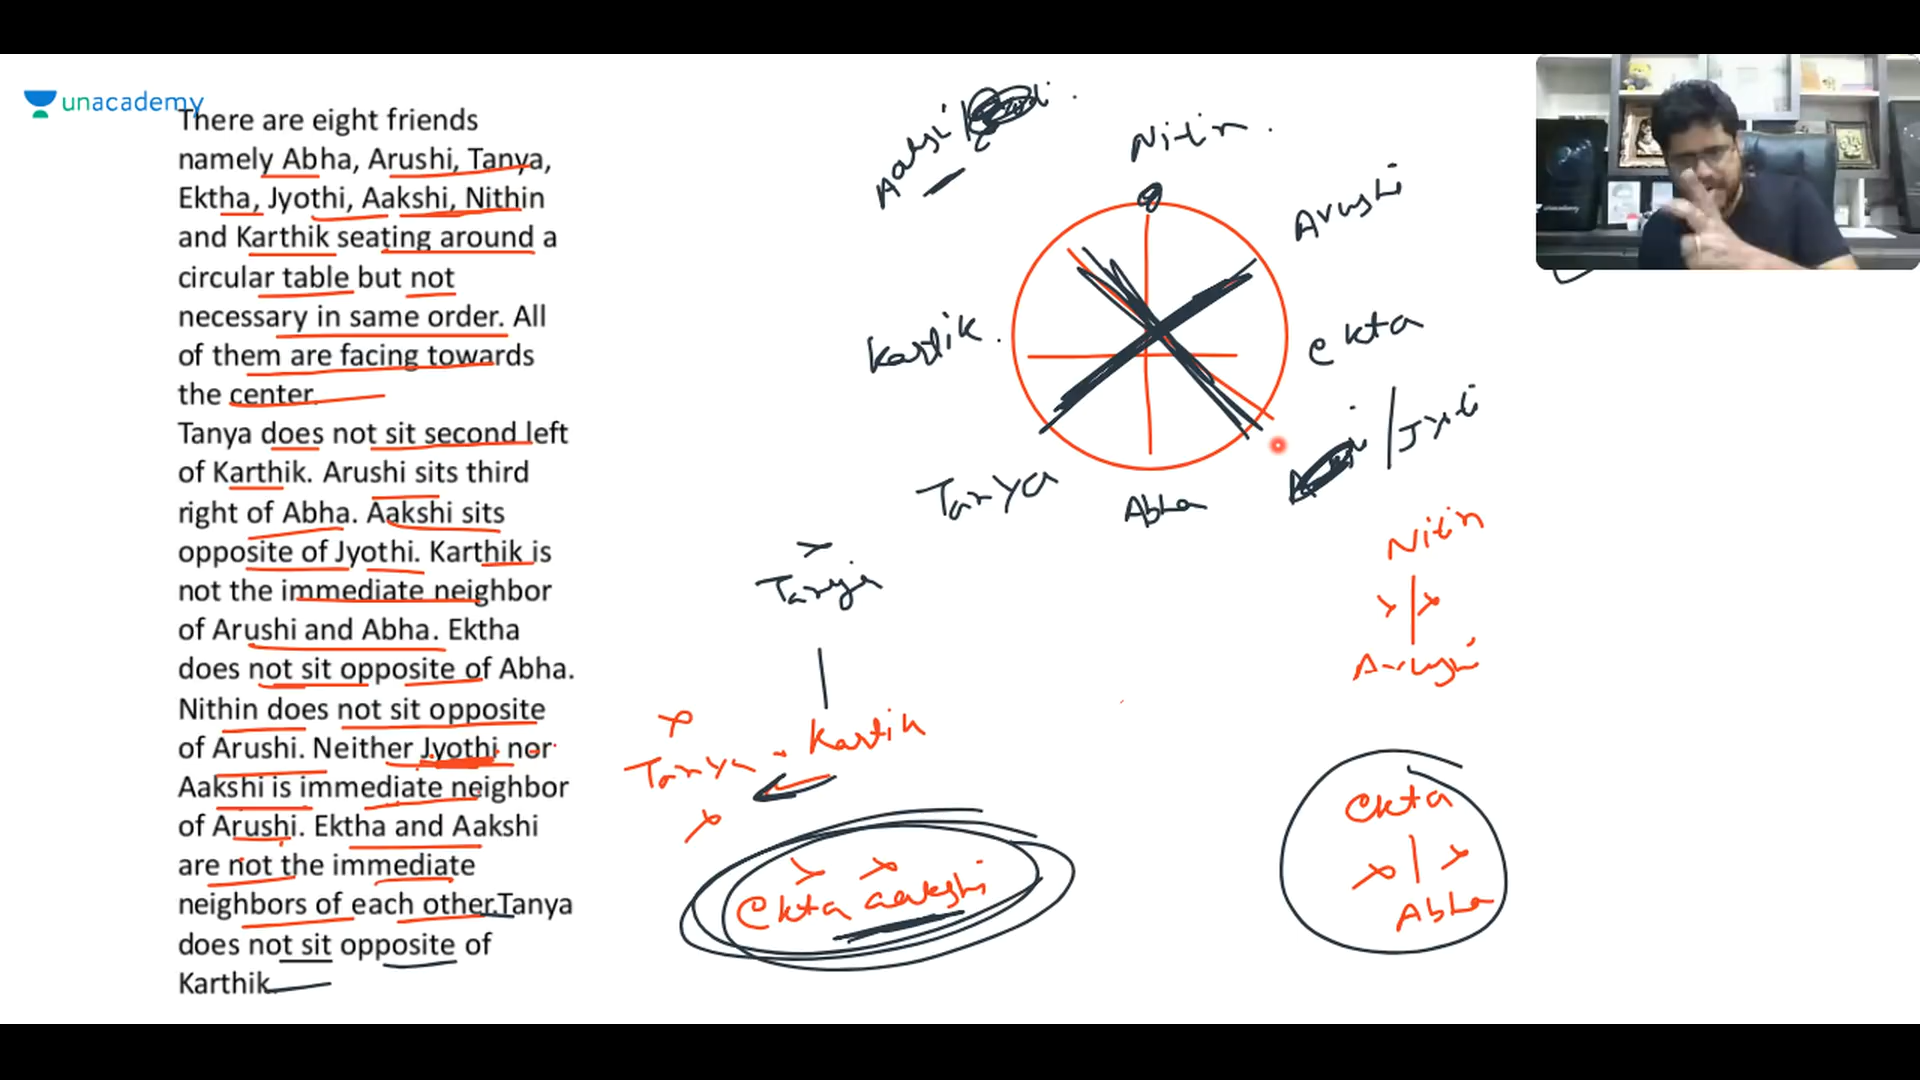 unacademy
There are eight friends
namely Abha, Arushi, Tanya,
Ektha, Jyothi, Aakshi, Nithin
and Karthik seating around a
circular table but not
necessary in same order. All
of them are facing towards
the center.
Tanya does not sit second left
of Karthik. Arushi sits third
right of Abha. Aakshi sits
opposite of Jyothi. Karthik is
not the immediate neighbor
of Arushi and Abha. Ektha
does not sit opposite of Abha.
Nithin does not sit opposite
of Arushi. Neither Jyothi nor
Aakshi is immediate neighbor
of Arushi. Ektha and Aakshi
are not the immediate
neighbors of each other.Tanya
does not sit opposite of
Karthik
Nitin
Arushi
Kartik
Ekta
Tanya
Abha
Tanya
Kartik
Tanya
Ekta aakshi
Nitin
Arushi
Ekta
Abha